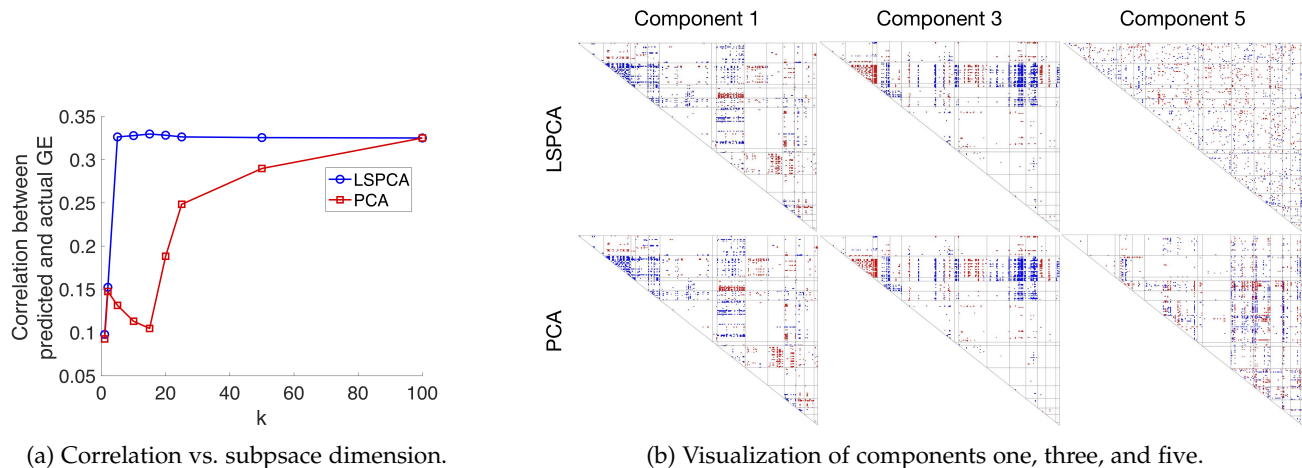 Correlation between
predicted and actual GE
0.35
0.3
0.25
0.2
0.15
0.1
0.05
0 20 40 60 80 100
k
LSPCA
PCA
(a) Correlation vs. subpsace dimension.
Component 1 Component 3 Component 5
LSPCA
PCA
(b) Visualization of components one, three, and five.